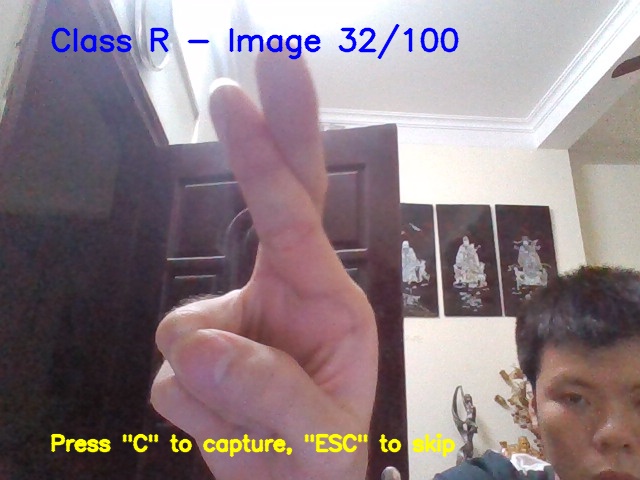 Class R - Image 32/100
Press "C" to capture, "ESC" to skip